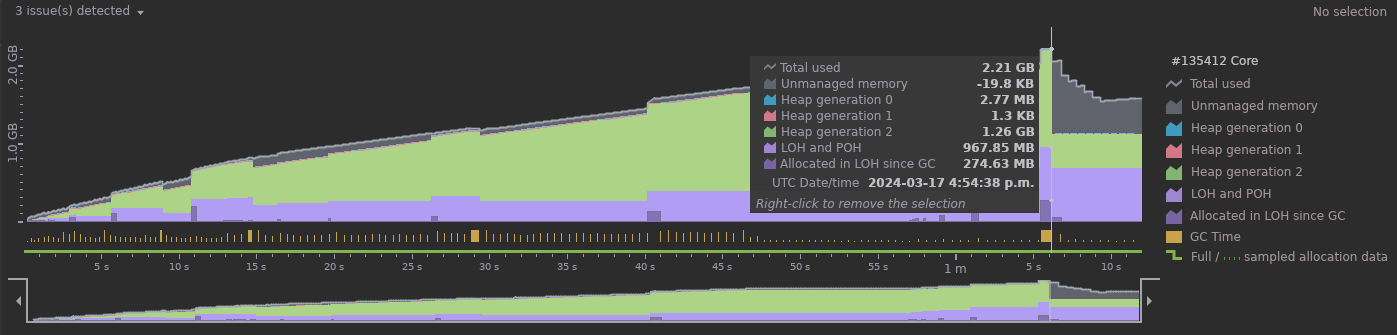 3 issue(s) detected
No selection
2.0 GB
1.0 GB
Total used 2.21 GB
Unmanaged memory -19.8 KB
Heap generation 0 2.77 MB
Heap generation 1 1.3 KB
Heap generation 2 1.26 GB
LOH and POH 967.85 MB
Allocated in LOH since GC 274.63 MB
UTC Date/time 2024-03-17 4:54:38 p.m.
Right-click to remove the selection
#135412 Core
Total used
Unmanaged memory
Heap generation 0
Heap generation 1
Heap generation 2
LOH and POH
Allocated in LOH since GC
GC Time
Full / sampled allocation data
5 s 10 s 15 s 20 s 25 s 30 s 35 s 40 s 45 s 50 s 55 s 1 m 5 s 10 s